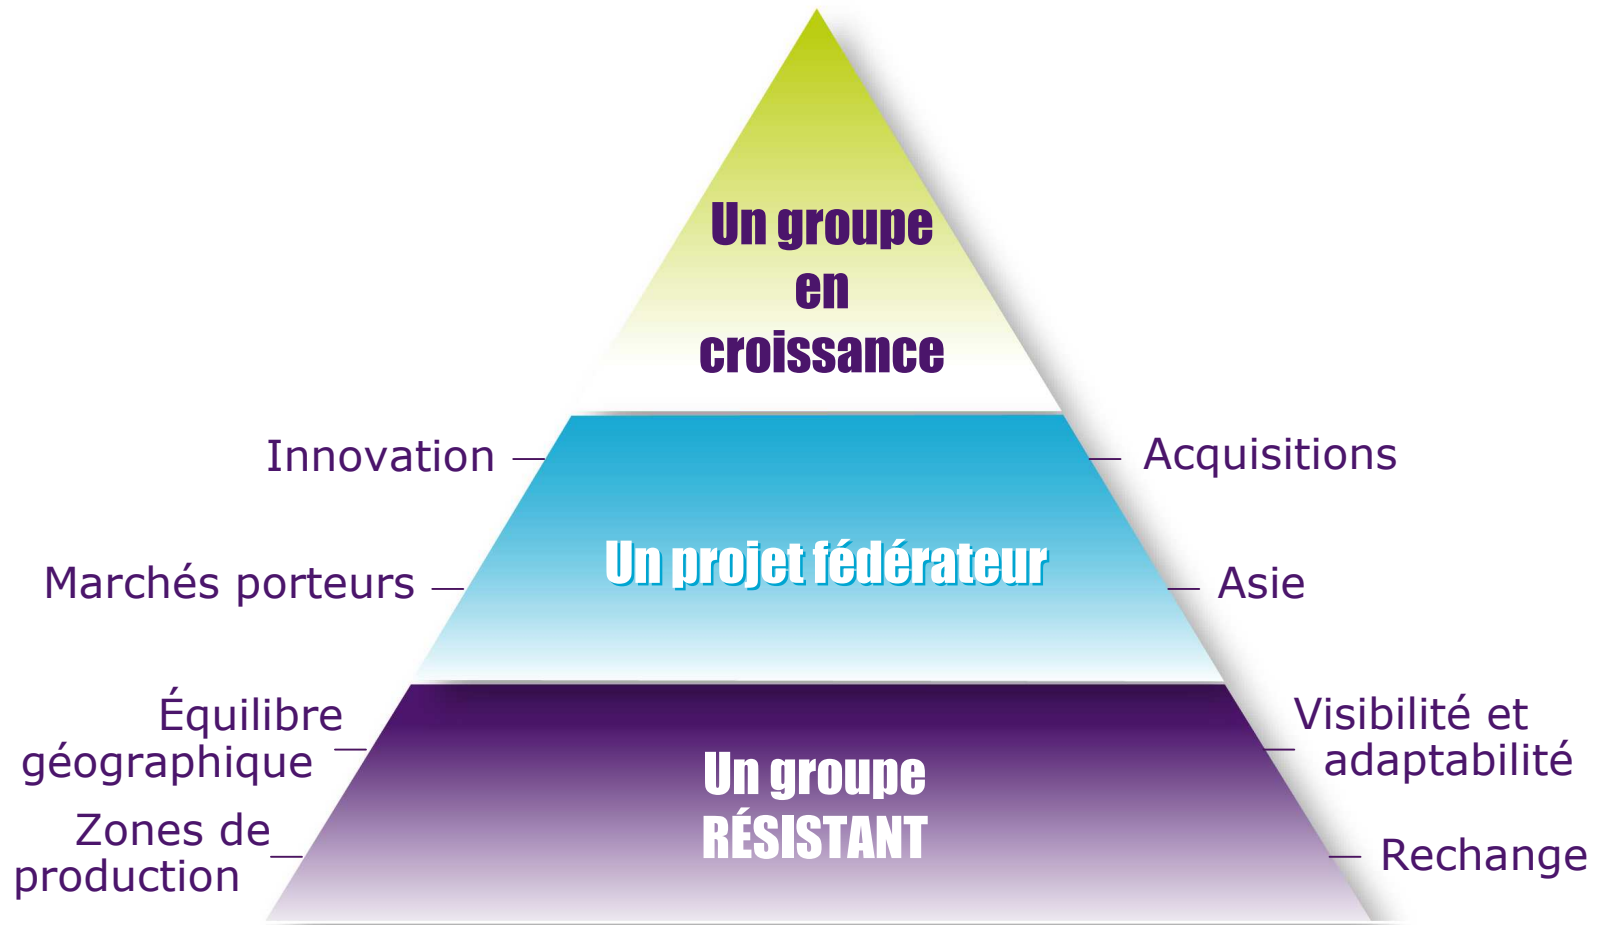 Un groupe
en
croissance
Innovation
Acquisitions
Un projet fédérateur
Marchés porteurs
Asie
Équilibre
géographique
Visibilité et
adaptabilité
Un groupe
RÉSISTANT
Zones de
production
Rechange